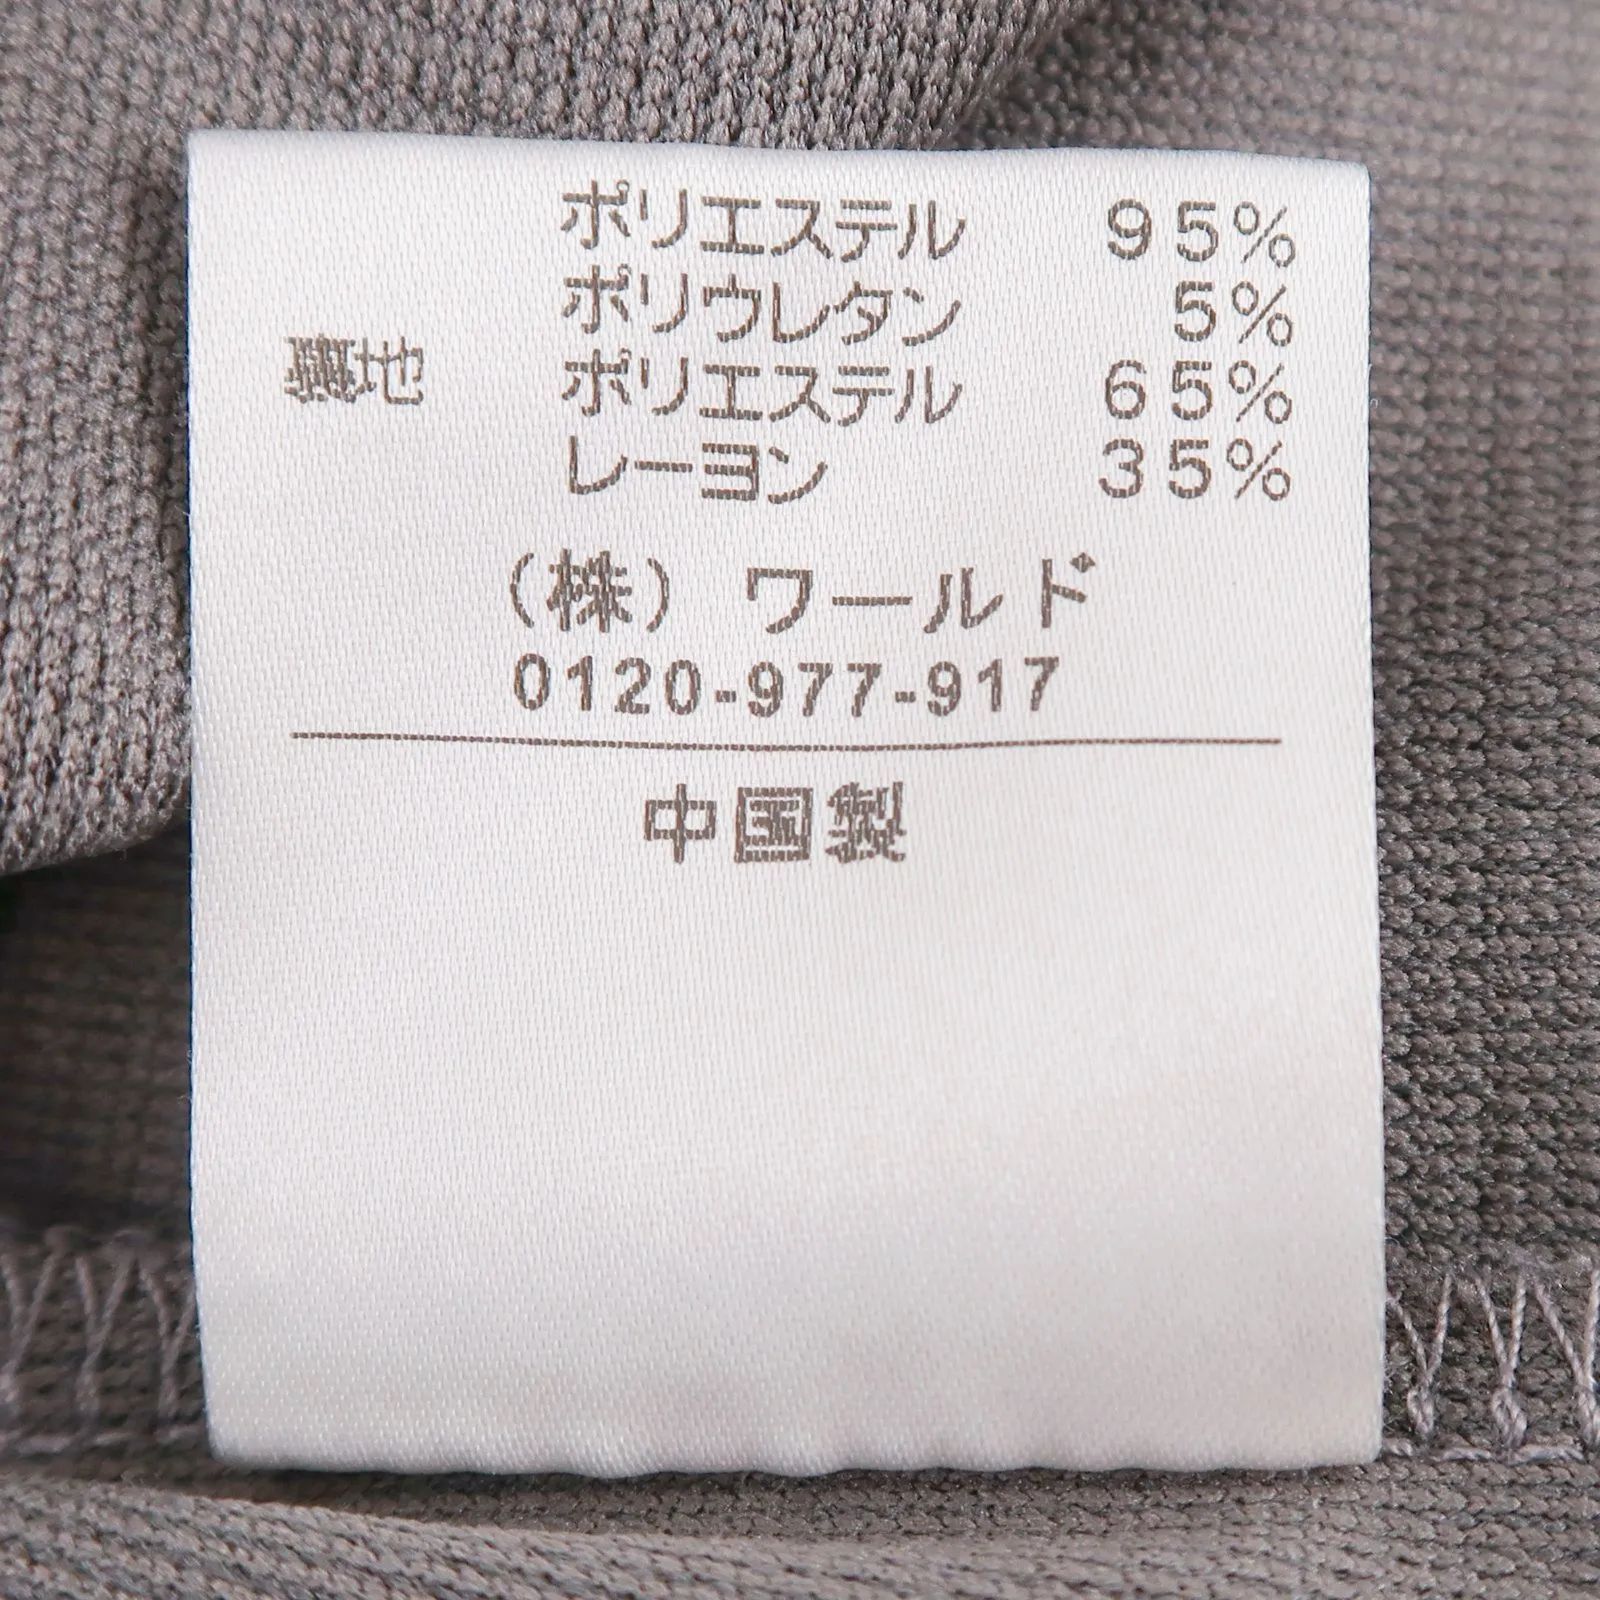 ポリエステル 95%
ポリウレタン 5%
裏地 ポリエステル 65%
レーヨン 35%
(株) ワールド
0120-977-917
中国製